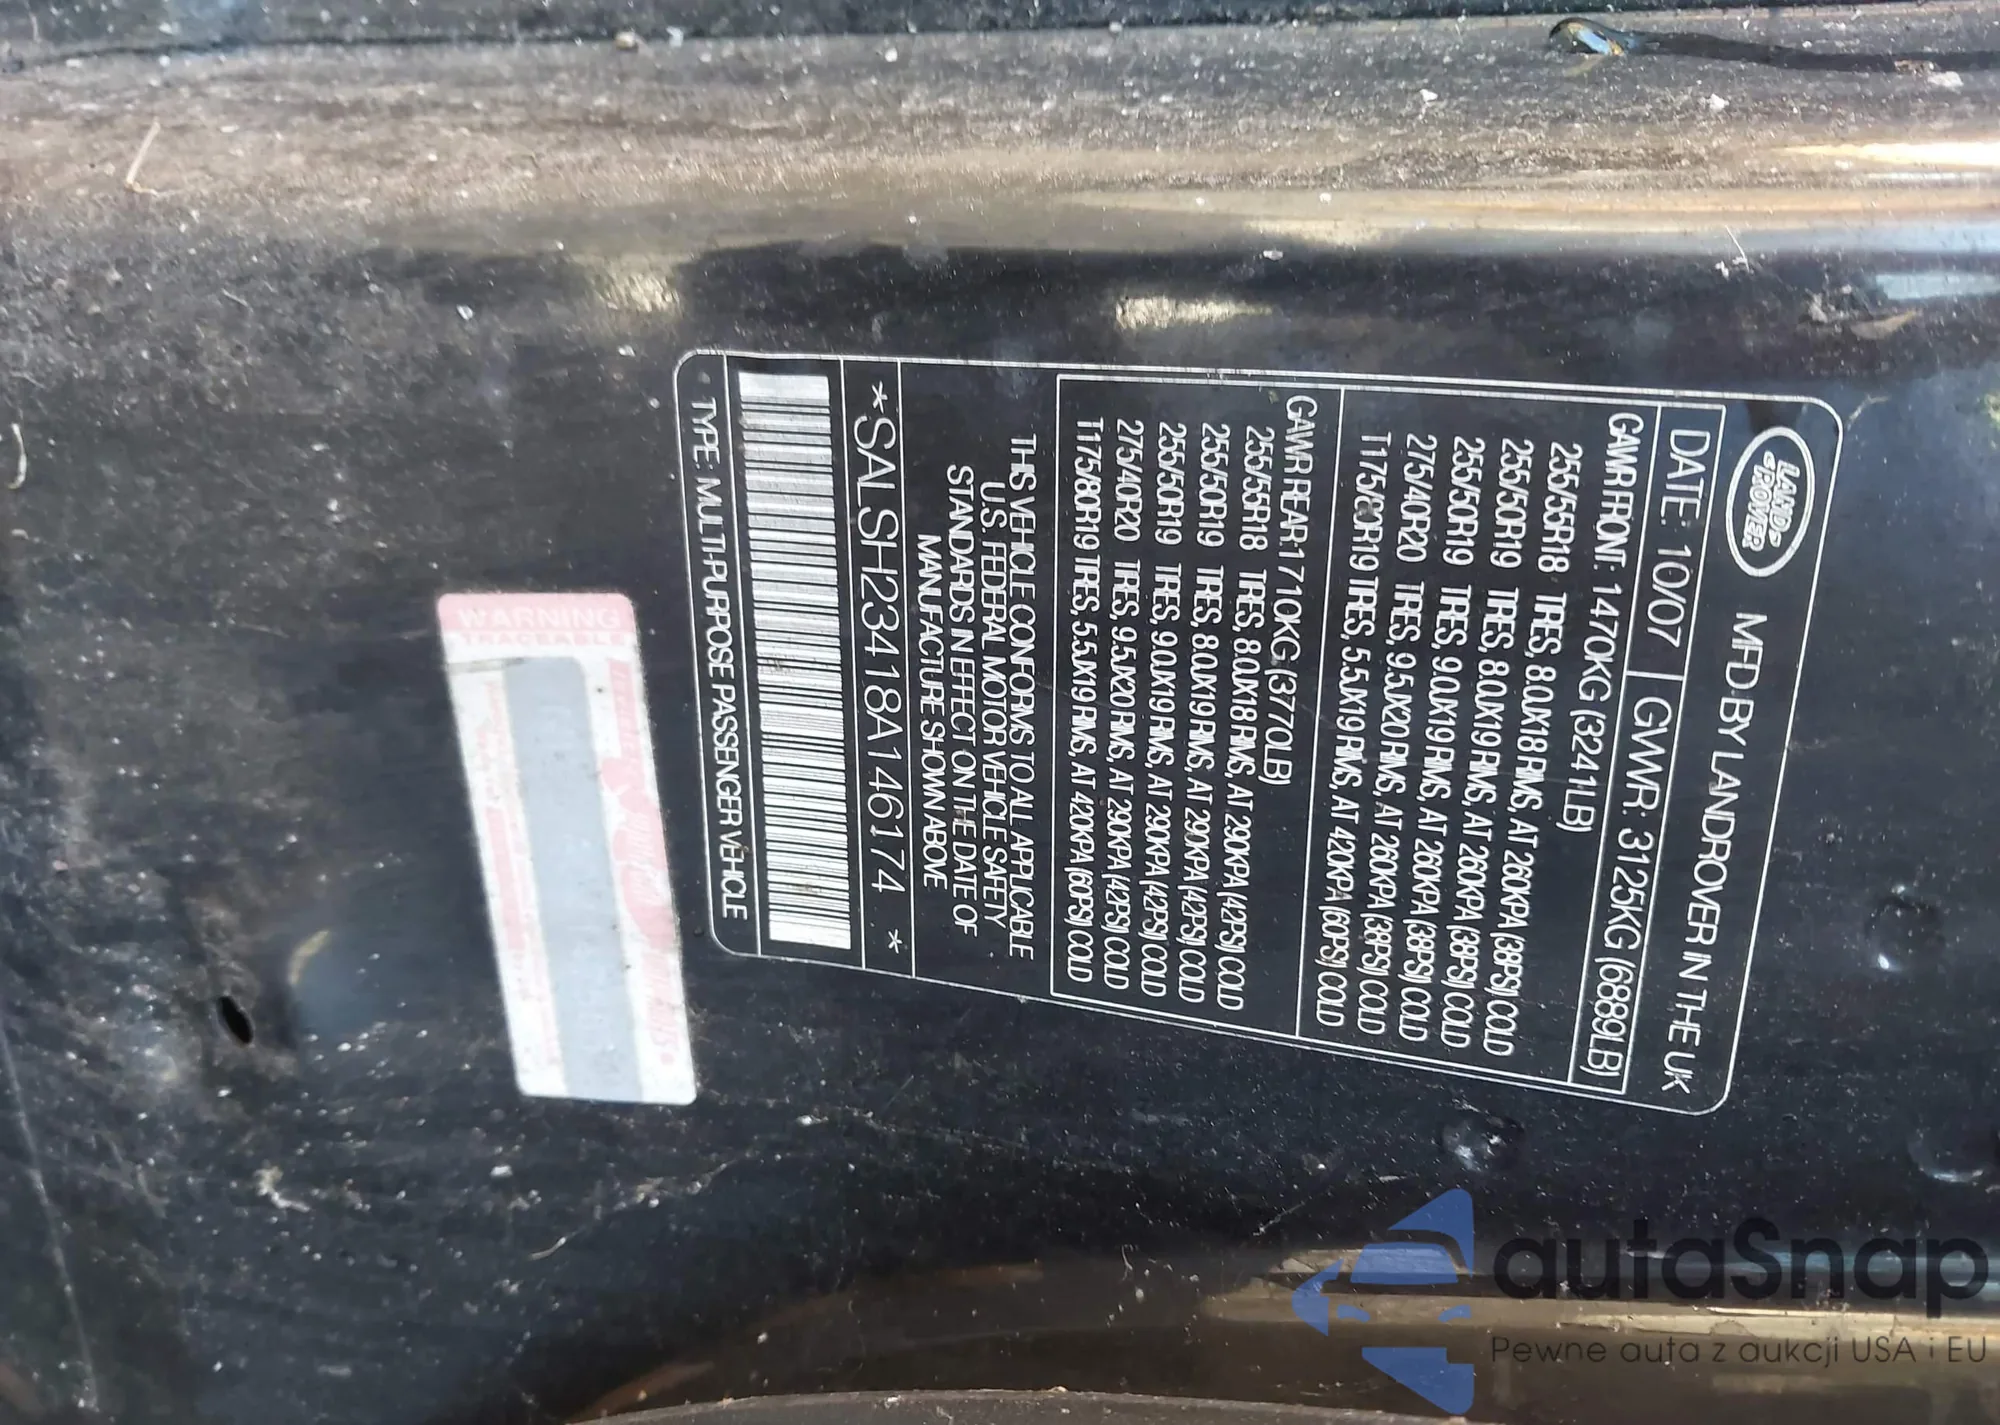 LAND ROVER
MFD BY LANDROVER IN THE UK
DATE: 10/07 GWWR: 3125KG (6889LB)
GAWR FRONT: 1470KG (3241LB)
255/55R18 TIRES, 8.0JX18 RIMS, AT 260KPA (38PSI) COLD
255/50R19 TIRES, 8.0JX19 RIMS, AT 260KPA (38PSI) COLD
255/50R19 TIRES, 9.0JX19 RIMS, AT 260KPA (38PSI) COLD
275/40R20 TIRES, 9.5JX20 RIMS, AT 260KPA (38PSI) COLD
T175/80R19 TIRES, 5.5JX19 RIMS, AT 420KPA (60PSI) COLD
GAWR REAR:1710KG (3770LB)
255/55R18 TIRES, 8.0JX18 RIMS, AT 290KPA (42PSI) COLD
255/50R19 TIRES, 8.0JX19 RIMS, AT 290KPA (42PSI) COLD
255/50R19 TIRES, 9.0JX19 RIMS, AT 290KPA (42PSI) COLD
275/40R20 TIRES, 9.5JX20 RIMS, AT 290KPA (42PSI) COLD
T175/80R19 TIRES, 5.5JX19 RIMS, AT 420KPA (60PSI) COLD
THIS VEHICLE CONFORMS TO ALL APPLICABLE
U.S. FEDERAL MOTOR VEHICLE SAFETY
STANDARDS IN EFFECT ON THE DATE OF
MANUFACTURE SHOWN ABOVE
*SALSH23418A146174 *
TYPE: MULTI-PURPOSE PASSENGER VEHICLE
WARNING
TRACEABLE
autaSnap
Pewne auta z aukcji USA i EU